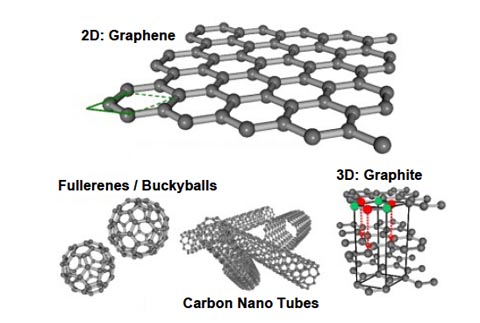 2D: Graphene
3D: Graphite
Fullerenes / Buckyballs
Carbon Nano Tubes